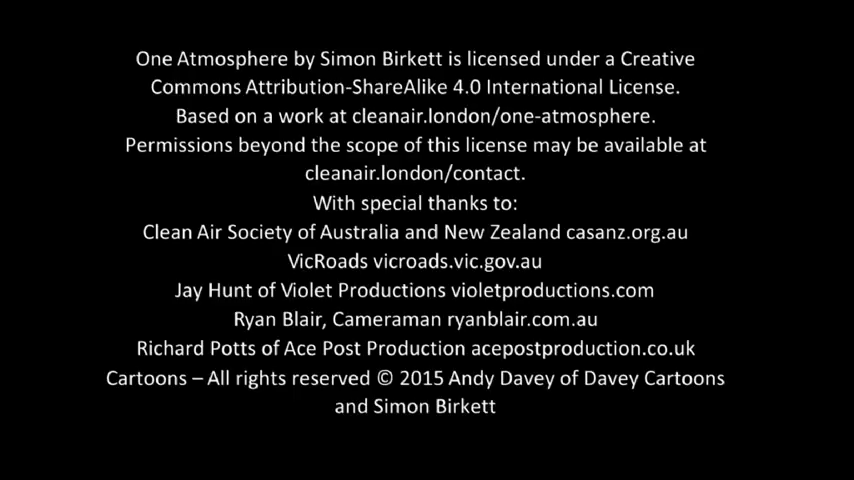 One Atmosphere by Simon Birkett is licensed under a Creative
Commons Attribution-ShareAlike 4.0 International License.
Based on a work at cleanair.london/one-atmosphere.
Permissions beyond the scope of this license may be available at
cleanair.london/contact.
With special thanks to:
Clean Air Society of Australia and New Zealand casanz.org.au
VicRoads vicroads.vic.gov.au
Jay Hunt of Violet Productions violetproductions.com
Ryan Blair, Cameraman ryanblair.com.au
Richard Potts of Ace Post Production acepostproduction.co.uk
Cartoons – All rights reserved © 2015 Andy Davey of Davey Cartoons
and Simon Birkett